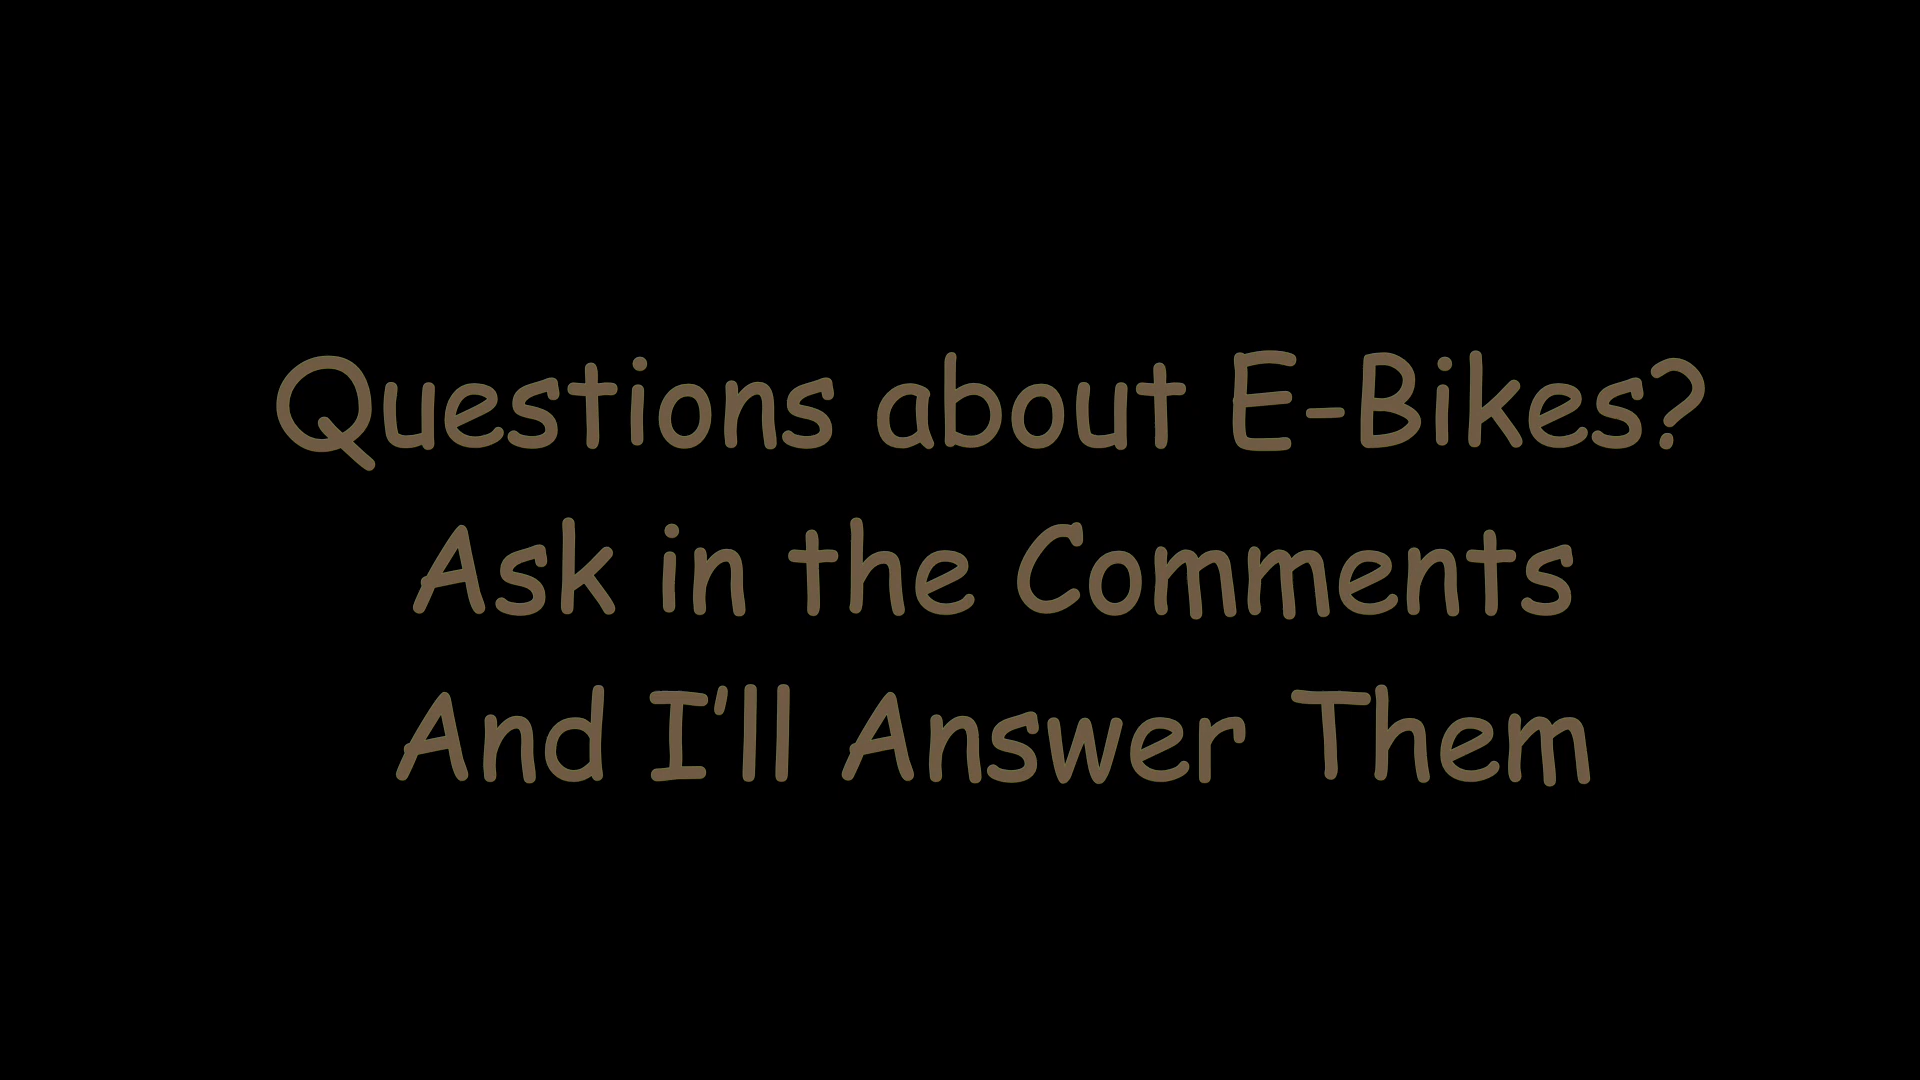 Questions about E-Bikes?
Ask in the Comments
And I’ll Answer Them